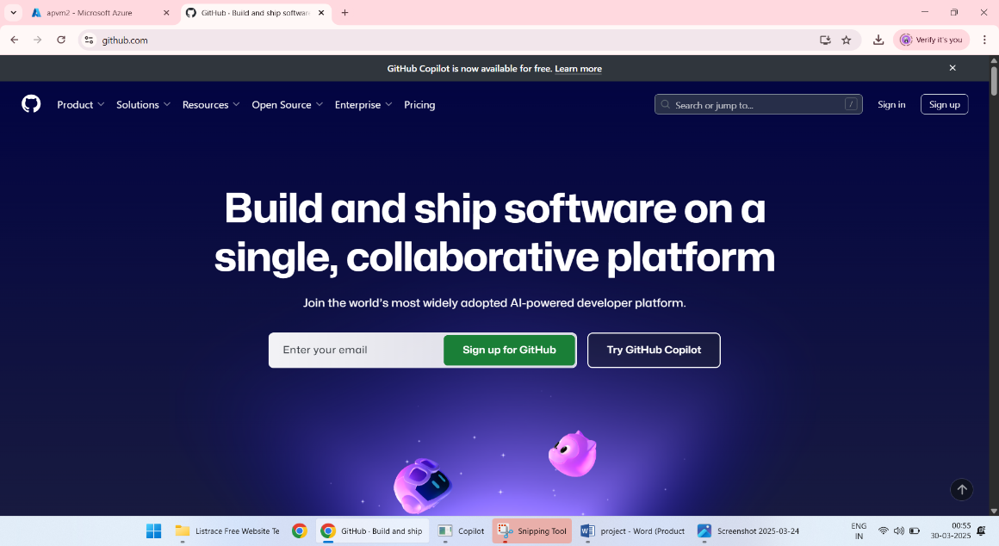 apvm2 - Microsoft Azure
GitHub · Build and ship software
github.com
Verify it's you
GitHub Copilot is now available for free. Learn more
Product Solutions Resources Open Source Enterprise Pricing
Search or jump to...
/
Sign in
Sign up
Build and ship software on a
single, collaborative platform
Join the world's most widely adopted AI-powered developer platform.
Enter your email
Sign up for GitHub
Try GitHub Copilot
Listrace Free Website Te
GitHub · Build and ship
Copilot
Snipping Tool
project - Word (Product
Screenshot 2025-03-24
ENG
IN
00:55
30-03-2025